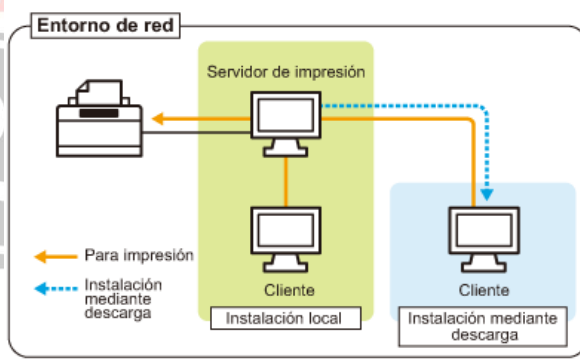 Entorno de red
Servidor de impresión
Para impresión
Instalación
mediante
descarga
Cliente
Instalación local
Cliente
Instalación mediante
descarga